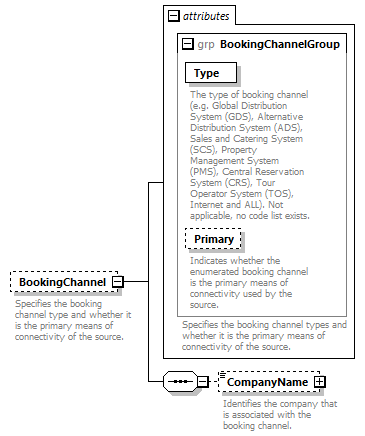 attributes
grp BookingChannelGroup
Type
The type of booking channel
(e.g. Global Distribution
System (GDS), Alternative
Distribution System (ADS),
Sales and Catering System
(SCS), Property
Management System
(PMS), Central Reservation
System (CRS), Tour
Operator System (TOS),
Internet and ALL). Not
applicable, no code list exists.
Primary
Indicates whether the
enumerated booking channel
is the primary means of
connectivity used by the
source.
Specifies the booking channel types and
whether it is the primary means of
connectivity of the source.
BookingChannel
Specifies the booking
channel type and whether it
is the primary means of
connectivity of the source.
CompanyName
Identifies the company that
is associated with the
booking channel.